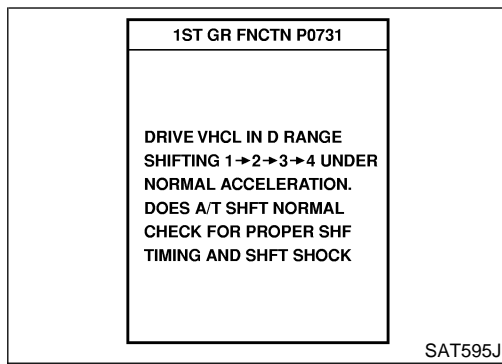 1ST GR FNCTN P0731
DRIVE VHCL IN D RANGE
SHIFTING 1→2→3→4 UNDER
NORMAL ACCELERATION.
DOES A/T SHFT NORMAL
CHECK FOR PROPER SHF
TIMING AND SHFT SHOCK
SAT595J